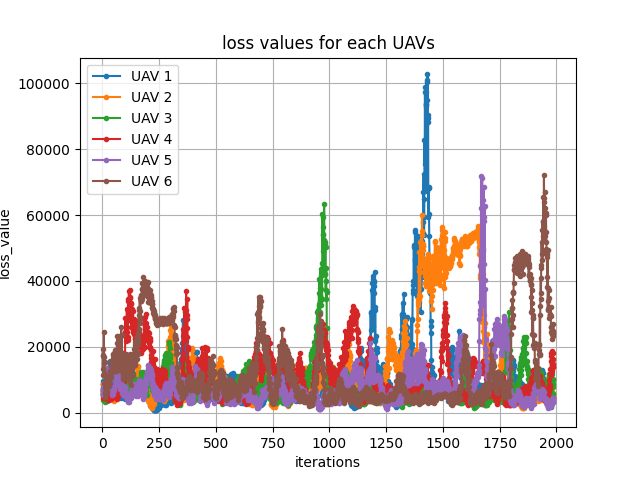 loss values for each UAVs
UAV 1
UAV 2
UAV 3
UAV 4
UAV 5
UAV 6
100000
80000
60000
40000
20000
0
loss_value
0
250
500
750
1000
1250
1500
1750
2000
iterations